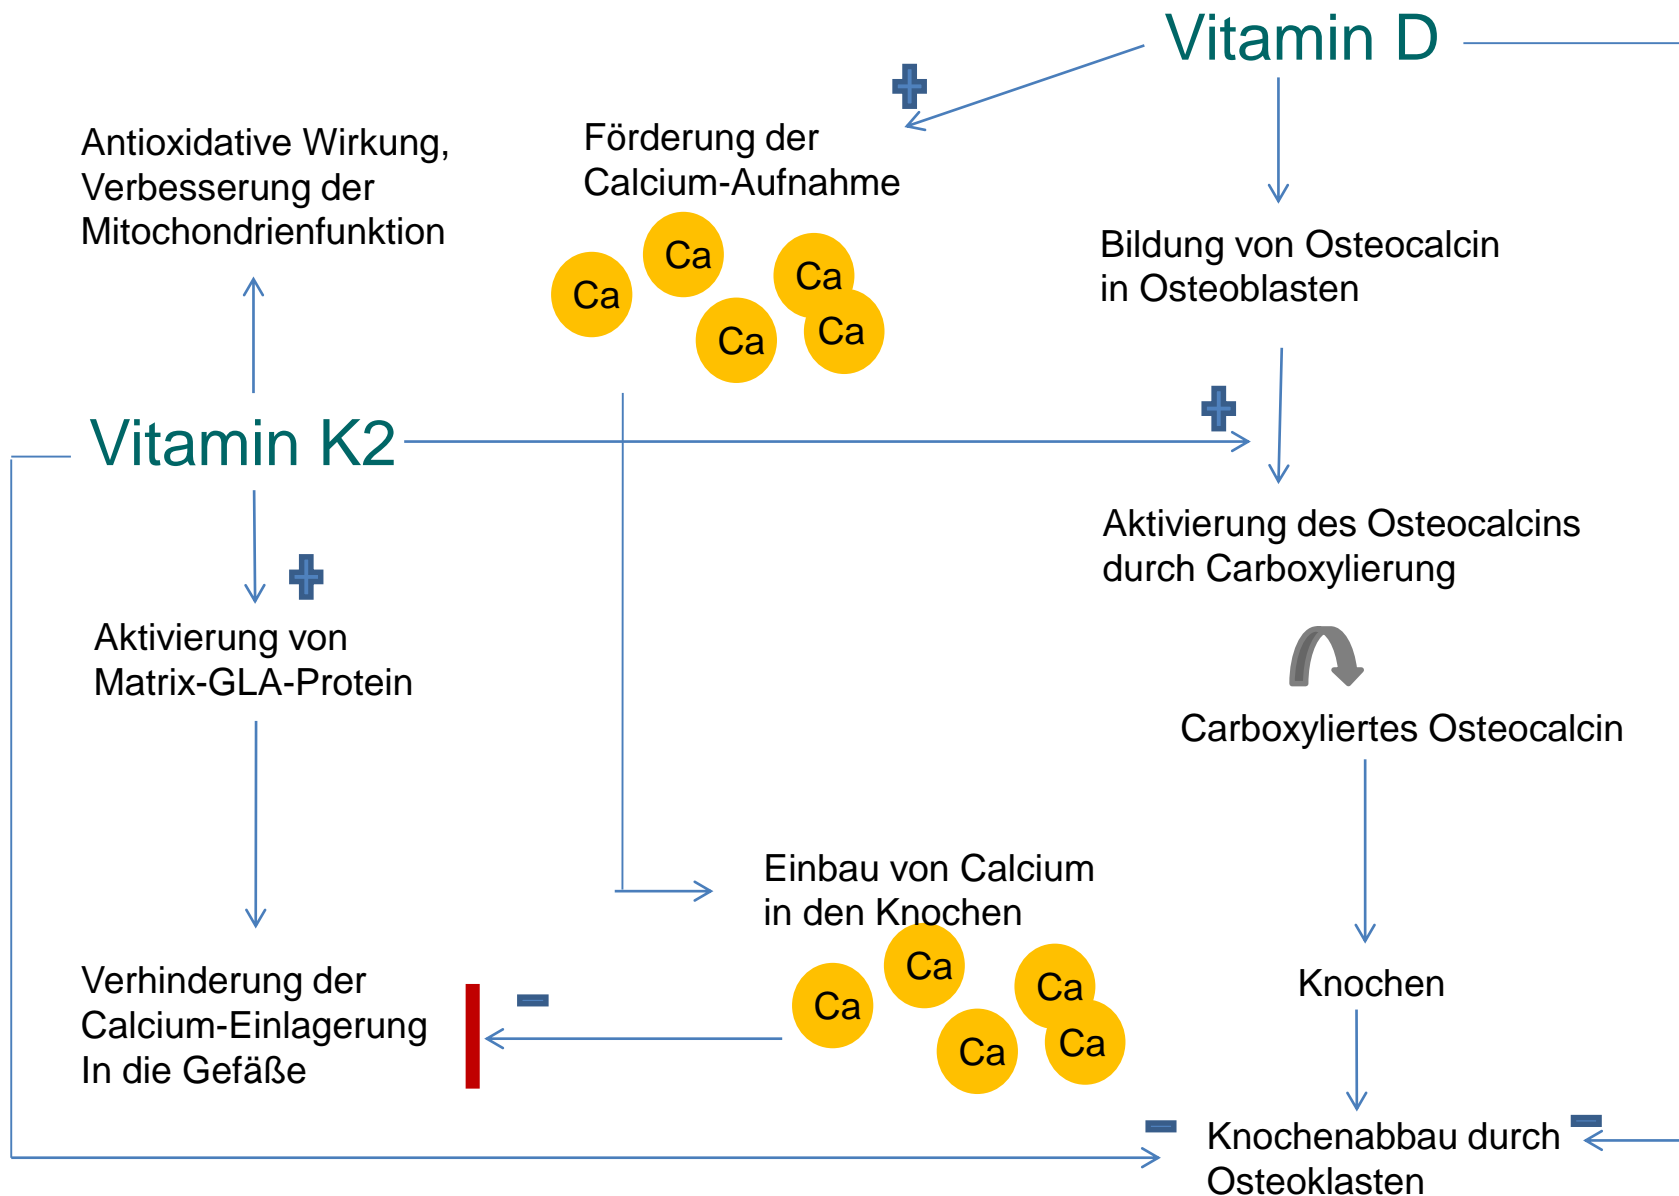 Vitamin D
Antioxidative Wirkung,
Verbesserung der
Mitochondrienfunktion
Förderung der
Calcium-Aufnahme
Ca
Ca
Ca
Ca
Ca
Bildung von Osteocalcin
in Osteoblasten
Vitamin K2
Aktivierung des Osteocalcins
durch Carboxylierung
Aktivierung von
Matrix-GLA-Protein
Carboxyliertes Osteocalcin
Einbau von Calcium
in den Knochen
Ca
Ca
Ca
Ca
Ca
Verhinderung der
Calcium-Einlagerung
In die Gefäße
Knochen
Knochenabbau durch
Osteoklasten